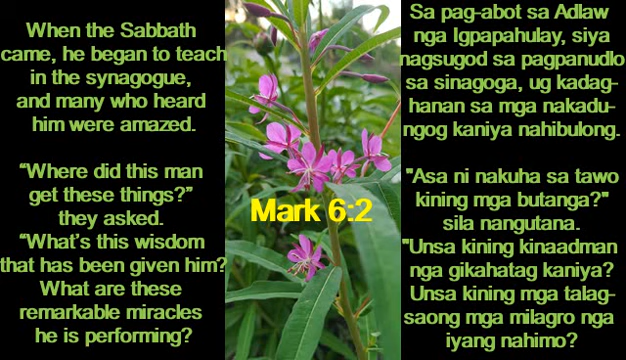 When the Sabbath
came, he began to teach
in the synagogue,
and many who heard
him were amazed.
“Where did this man
get these things?”
they asked.
“What’s this wisdom
that has been given him?
What are these
remarkable miracles
he is performing?
Mark 6:2
Sa pag-abot sa Adlaw
nga Igpapahulay, siya
nagsugod sa pagpanudlo
sa sinagoga, ug kadag-
hanan sa mga nakadu-
ngog kaniya nahibulong.
"Asa ni nakuha sa tawo
kining mga butanga?"
sila nangutana.
"Unsa kining kinaadman
nga gikahatag kaniya?
Unsa kining mga talag-
saong mga milagro nga
iyang nahimo?